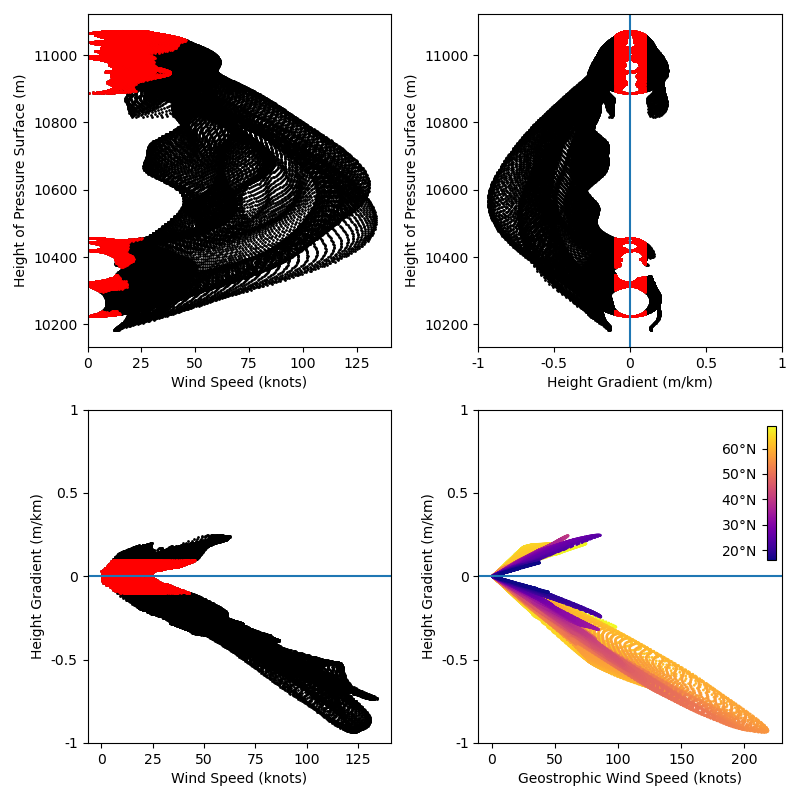 11000
10800
10600
10400
10200
Height of Pressure Surface (m)
0 25 50 75 100 125
Wind Speed (knots)
11000
10800
10600
10400
10200
Height of Pressure Surface (m)
-1 -0.5 0 0.5 1
Height Gradient (m/km)
1
0.5
0
-0.5
-1
Height Gradient (m/km)
0 25 50 75 100 125
Wind Speed (knots)
1
0.5
0
-0.5
-1
Height Gradient (m/km)
60°N
50°N
40°N
30°N
20°N
0 50 100 150 200
Geostrophic Wind Speed (knots)